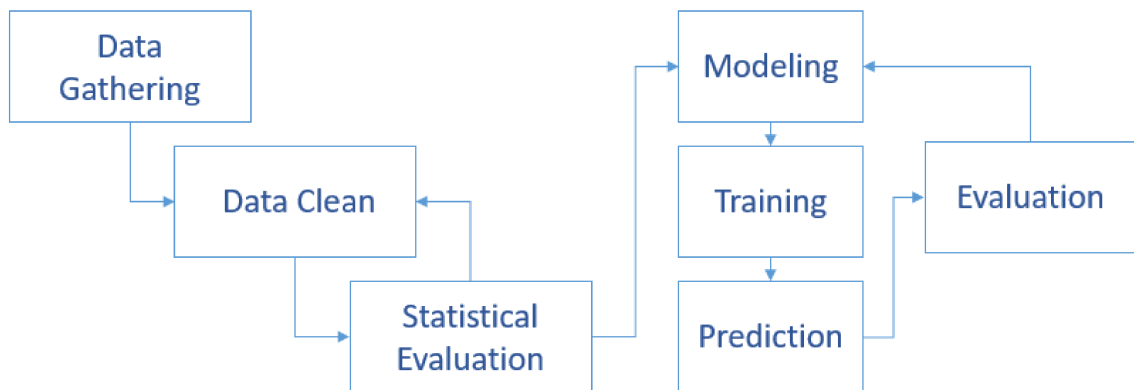 Data
Gathering
Data Clean
Statistical
Evaluation
Modeling
Training
Prediction
Evaluation